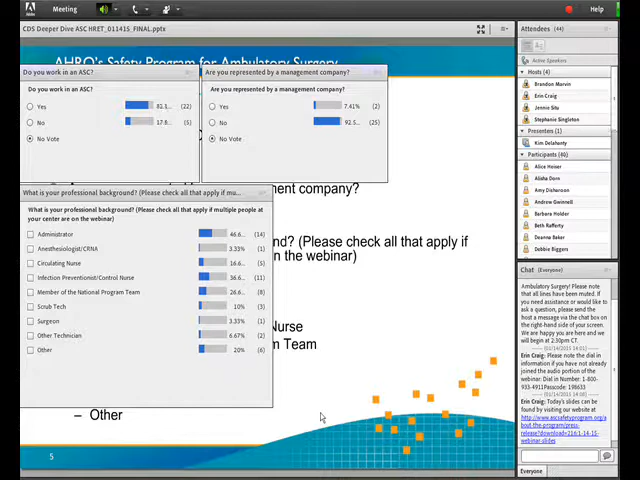 Adobe
Meeting
Help
CDS Deeper Dive ASC HRET_011415_FINAL.pptx
AHRQ's Safety Program for Ambulatory Surgery
Do you work in an ASC?
Do you work in an ASC?
Yes 82.1... (22)
No 17.8... (5)
No Vote
Are you represented by a management company?
Are you represented by a management company?
Yes 7.41% (2)
No 92.5... (25)
No Vote
ement company?
What is your professional background? (Please check all that apply if mu...
What is your professional background? (Please check all that apply if multiple people at
your center are on the webinar)
Administrator 46.6... (14)
Anesthesiologist/CRNA 3.33% (1)
Circulating Nurse 16.6... (5)
Infection Preventionist/Control Nurse 36.6... (11)
Member of the National Program Team 26.6... (8)
Scrub Tech 10% (3)
Surgeon 3.33% (1)
Other Technician 6.67% (2)
Other 20% (6)
nd? (Please check all that apply if
n the webinar)
Nurse
m Team
– Other
5
Attendees (44)
Active Speakers
Hosts (4)
Brandon Marvin
Erin Craig
Jennie Situ
Stephanie Singleton
Presenters (1)
Kim Delahanty
Participants (40)
Alice Heiser
Alisha Dorn
Amy Disharoon
Andrew Gwinnell
Barbara Holder
Beth Rafferty
Deanna Baker
Debbie Biggers
Chat (Everyone)
Ambulatory Surgery! Please note
that all lines have been muted. If you
need assistance or would like to
ask a question, please send the
host a message via the chat box
on the right-hand side of your
screen. We are happy you are
here and we will
begin at 2:30pm CT.
(01/14/2015 14:01)
Erin Craig: Please note the dial in
information if you have not already
joined the audio portion of the
webinar: Dial in Number: 1-800-
933-4911Passcode: 198633
Erin Craig: Today's slides can be
found by visiting our website at
Everyone